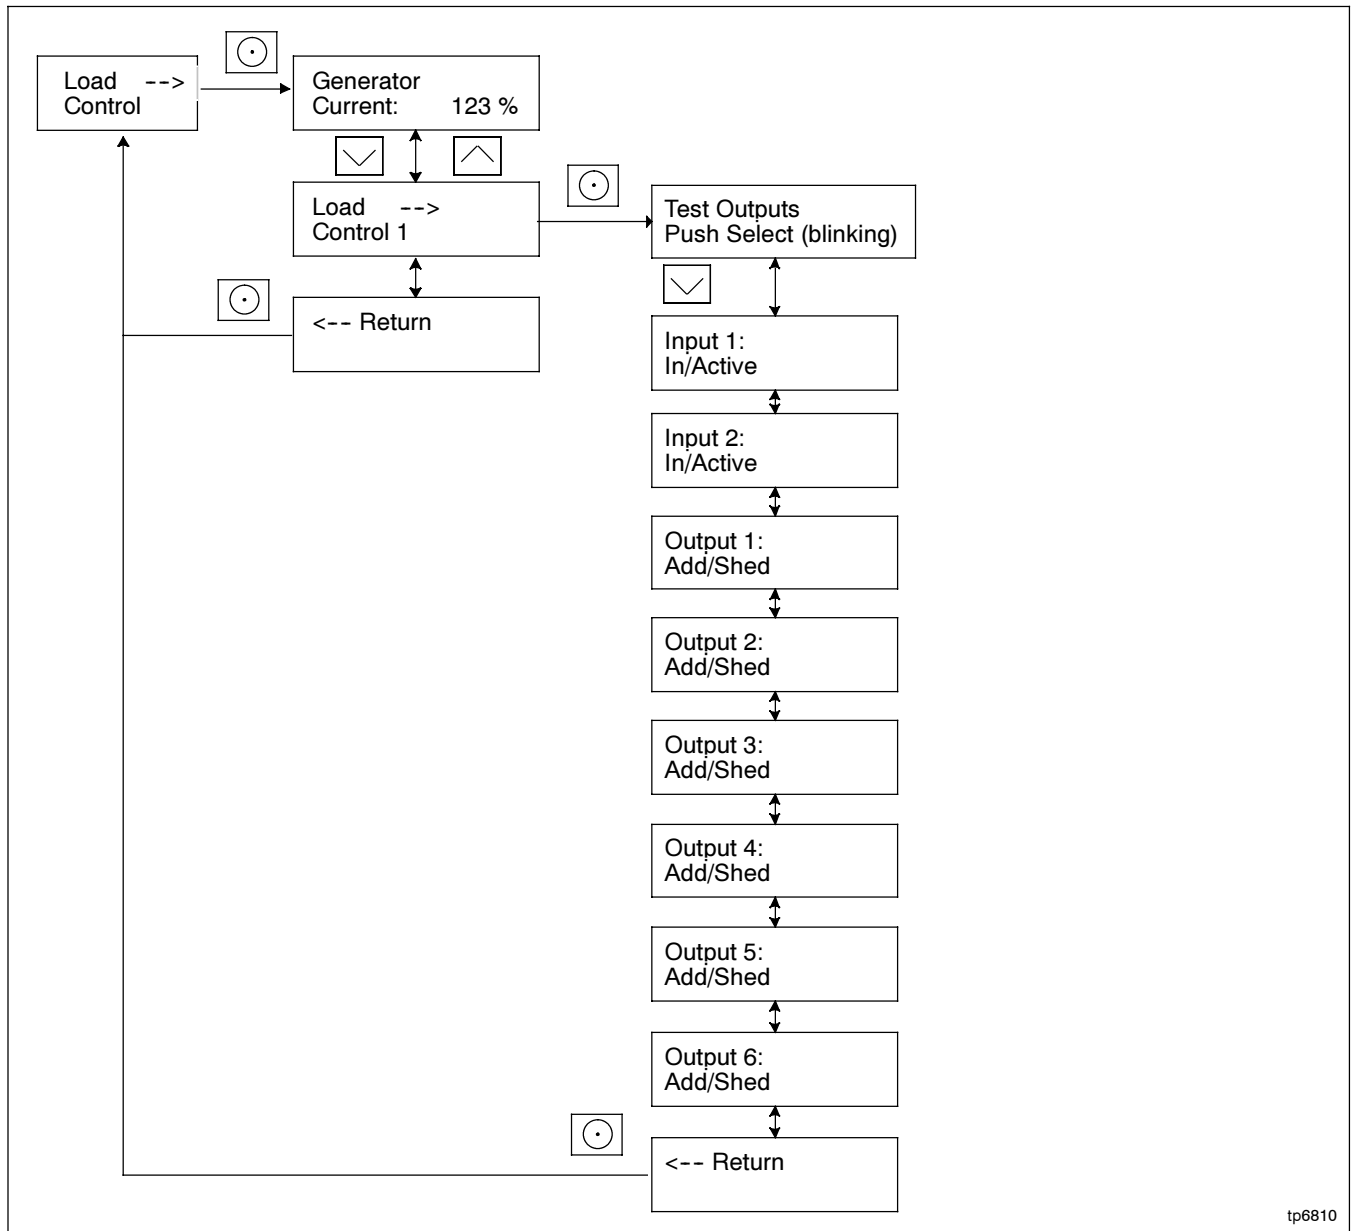 Load -->
Control
Generator
Current: 123 %
Load -->
Control 1
<-- Return
Test Outputs
Push Select (blinking)
Input 1:
In/Active
Input 2:
In/Active
Output 1:
Add/Shed
Output 2:
Add/Shed
Output 3:
Add/Shed
Output 4:
Add/Shed
Output 5:
Add/Shed
Output 6:
Add/Shed
<-- Return
tp6810